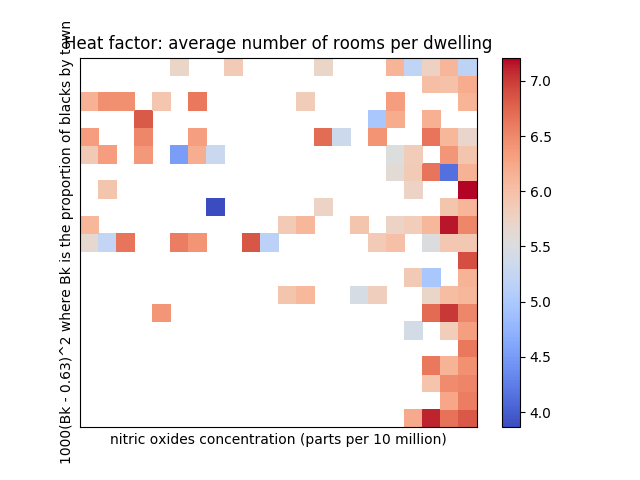 Heat factor: average number of rooms per dwelling
1000(Bk - 0.63)^2 where Bk is the proportion of blacks by town
7.0
6.5
6.0
5.5
5.0
4.5
4.0
nitric oxides concentration (parts per 10 million)